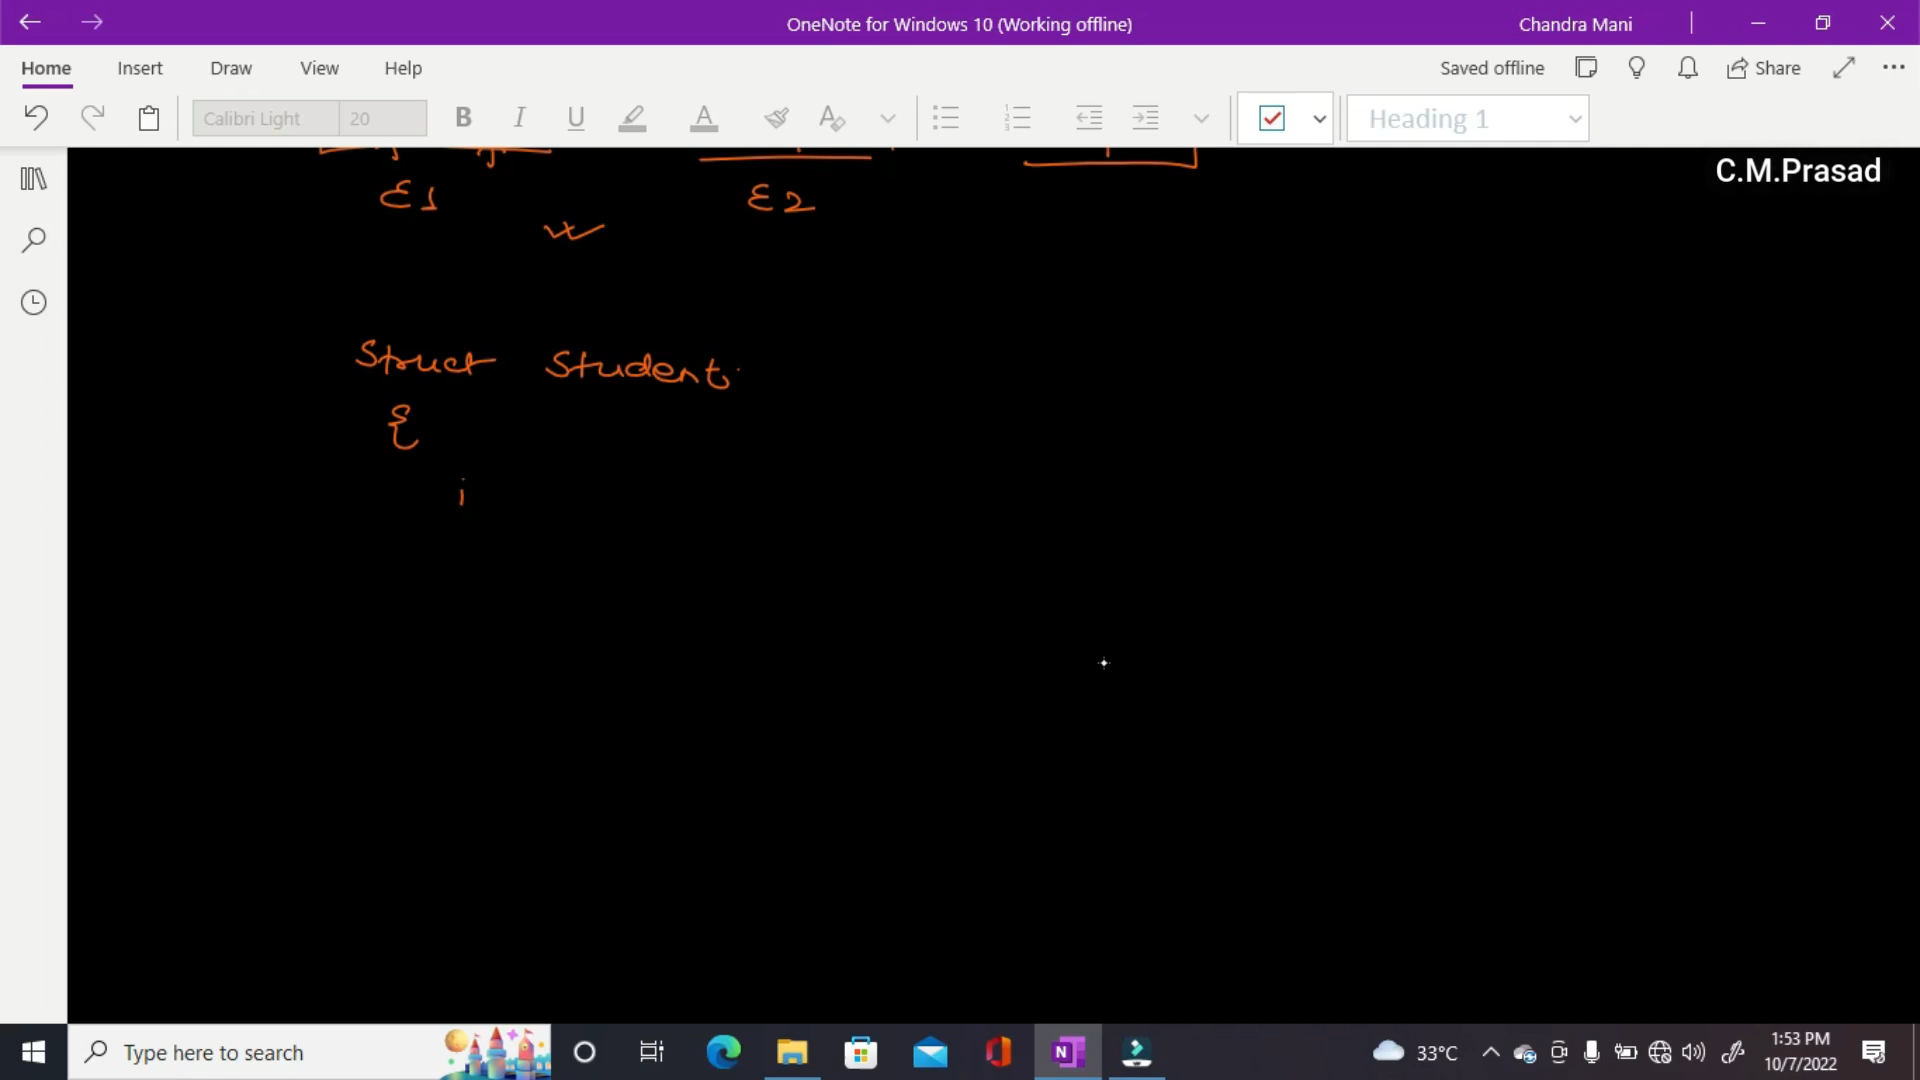 OneNote for Windows 10 (Working offline)
Chandra Mani
Home Insert Draw View Help
Saved offline
Share
Calibri Light 20
B I U
A
Heading 1
C.M.Prasad
E1 E2
Struct Student
{
i
Type here to search
33°C
1:53 PM
10/7/2022